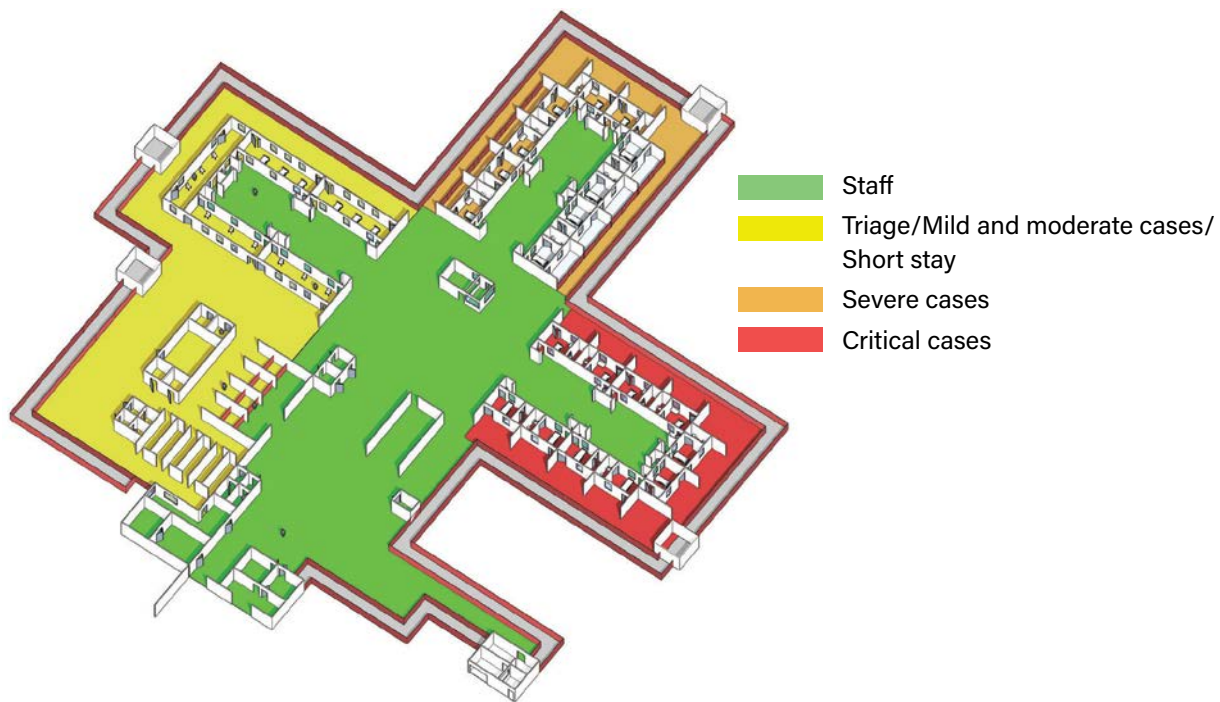 Staff
Triage/Mild and moderate cases/
Short stay
Severe cases
Critical cases